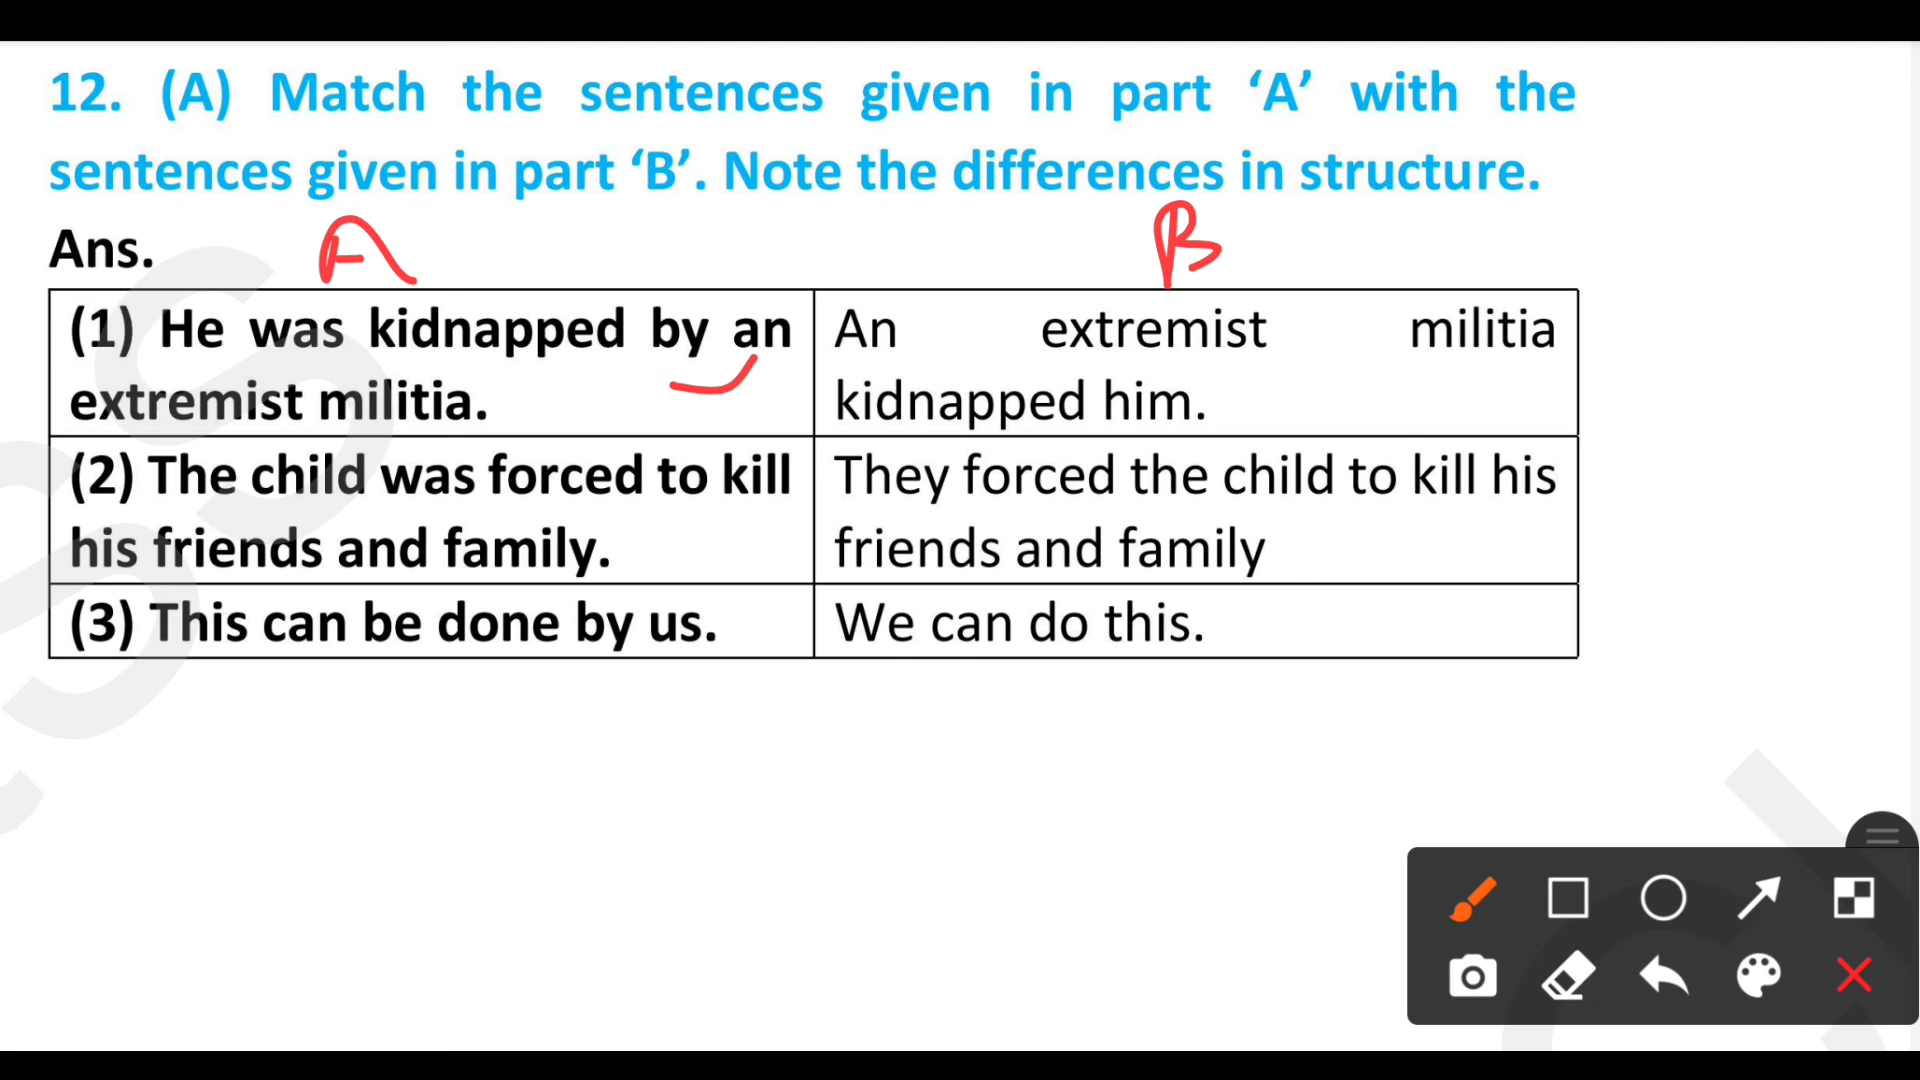 12. (A) Match the sentences given in part ‘A’ with the
sentences given in part ‘B’. Note the differences in structure.
Ans.
A
B
(1) He was kidnapped by an
extremist militia.
An extremist militia
kidnapped him.
(2) The child was forced to kill
his friends and family.
They forced the child to kill his
friends and family
(3) This can be done by us.
We can do this.